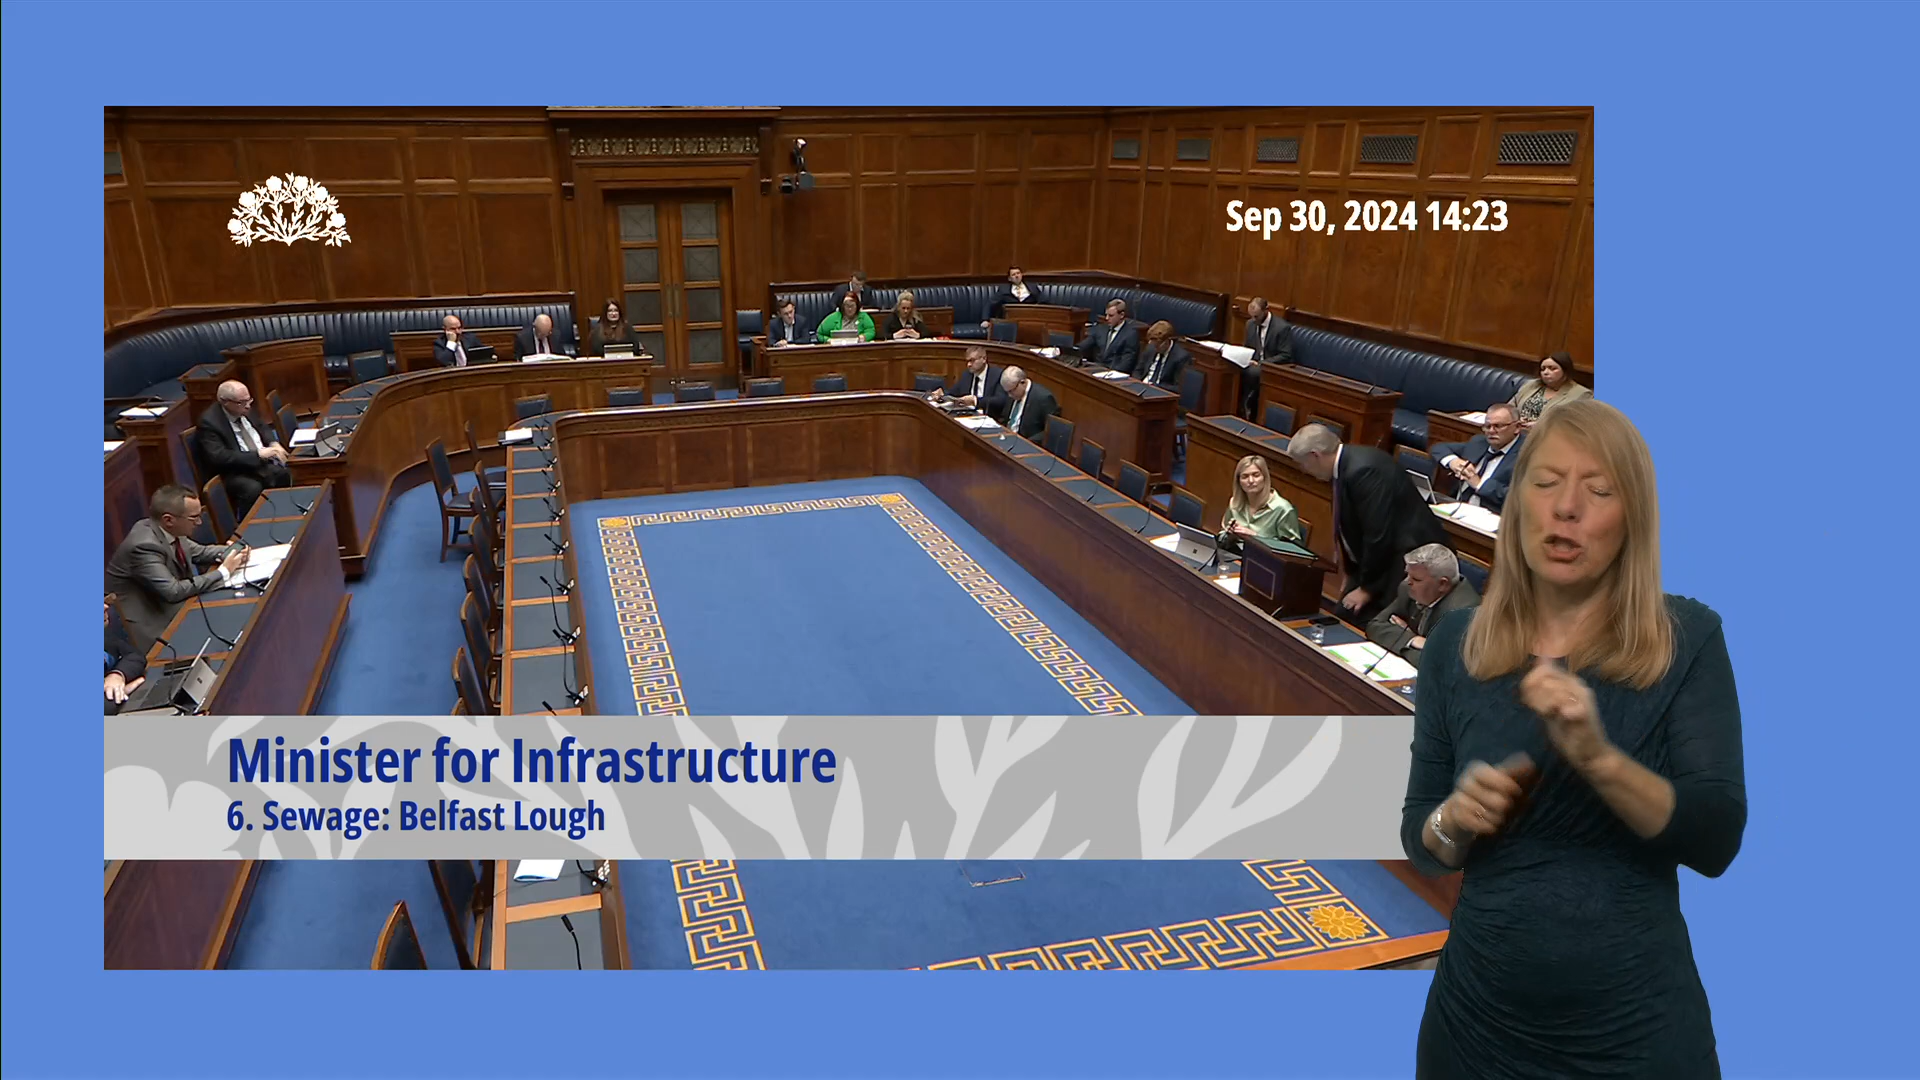 Sep 30, 2024 14:23
Minister for Infrastructure
6. Sewage: Belfast Lough